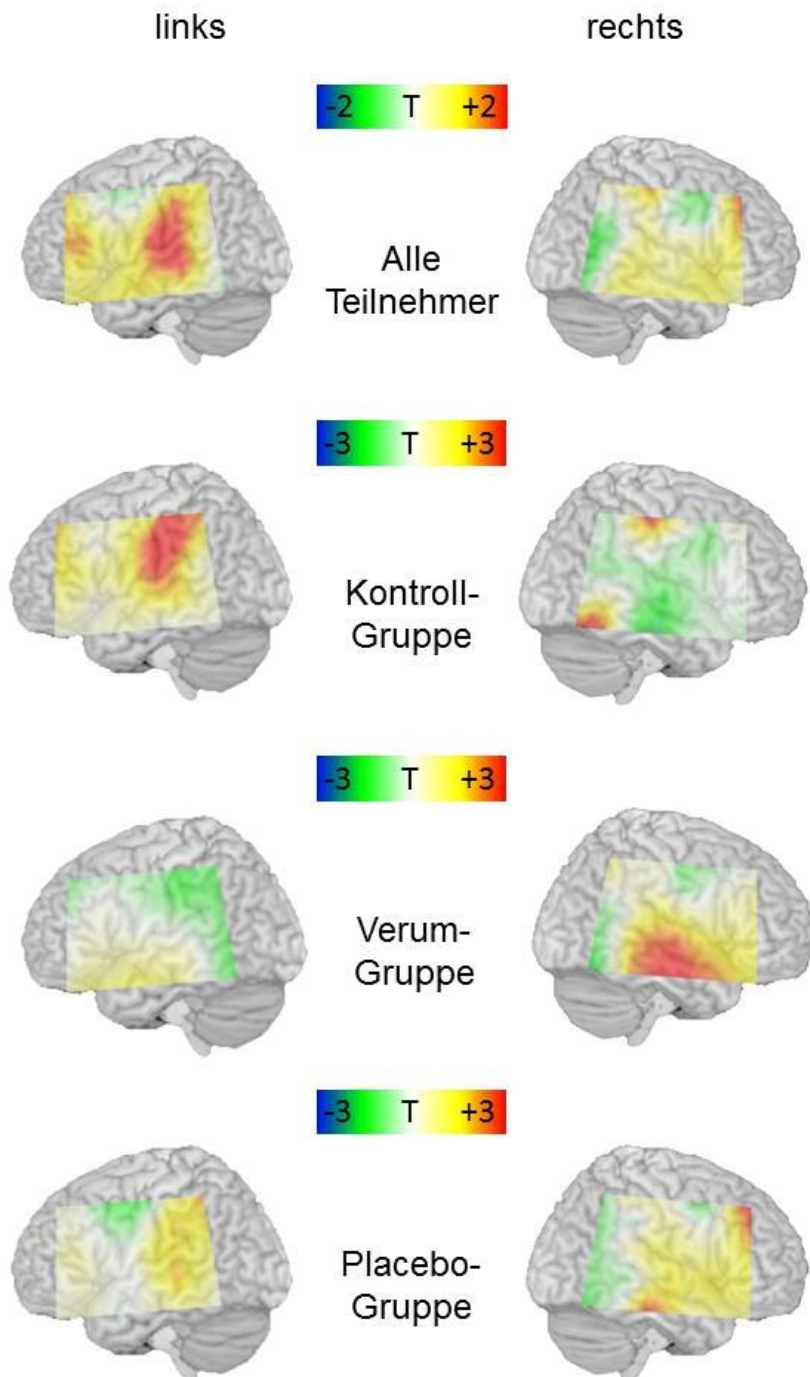 links rechts
-2 T +2
Alle
Teilnehmer
-3 T +3
Kontroll-
Gruppe
-3 T +3
Verum-
Gruppe
-3 T +3
Placebo-
Gruppe